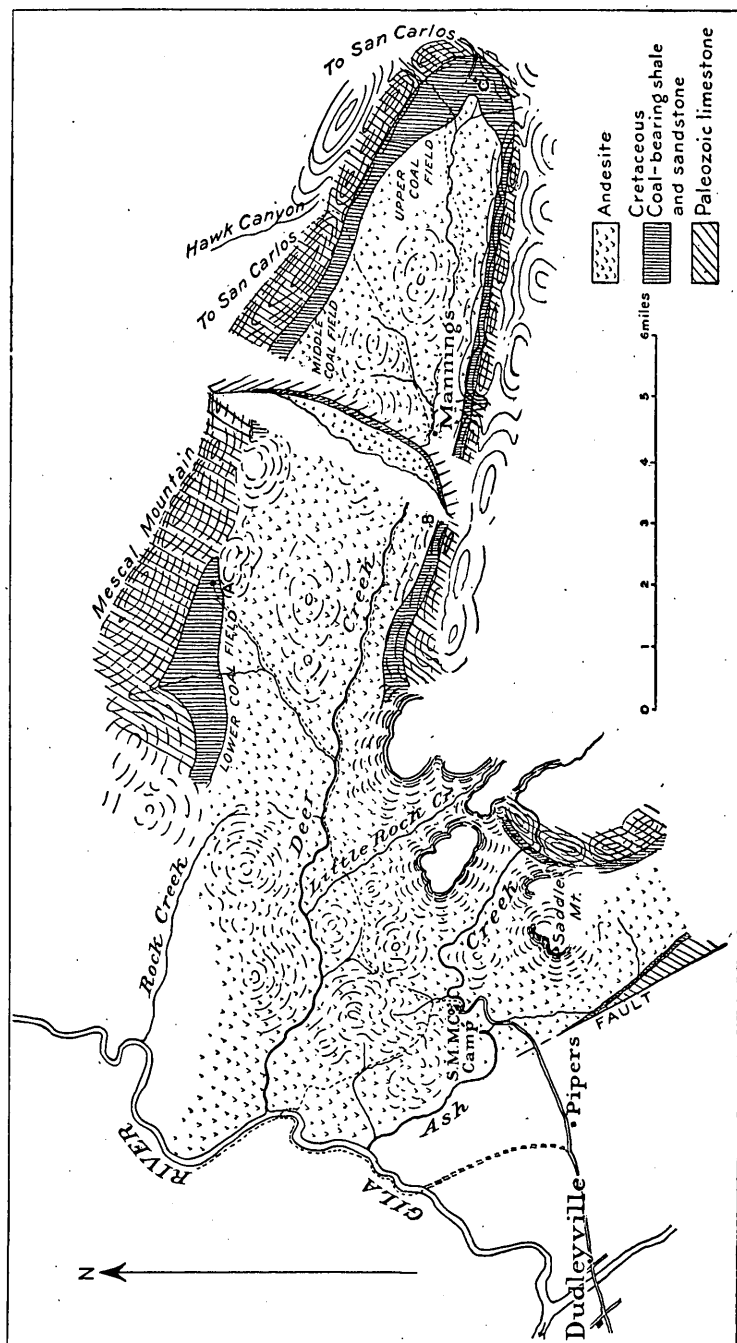 N
To San Carlos
Hawk Canyon
To San Carlos
UPPER
COAL
FIELD
C
MIDDLE
COAL FIELD
Mannings
Mescal Mountain
A
LOWER COAL FIELD
B
Rock Creek
Deer Creek
Little Rock Cr.
Creek
Saddle
Mt.
FAULT
S.M.M.Co's
Camp
Ash
RIVER
GILA
Pipers
Dudleyville
0 1 2 3 4 5 6 miles
Andesite
Cretaceous
Coal-bearing shale
and sandstone
Paleozoic limestone